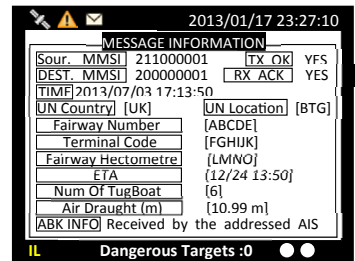 2013/01/17 23:27:10
MESSAGE INFORMATION
Sour. MMSI 211000001 TX OK YES
DEST. MMSI 200000001 RX ACK YES
TIME 2013/07/03 17:13:50
UN Country [UK] UN Location [BTG]
Fairway Number [ABCDE]
Terminal Code [FGHIJK]
Fairway Hectometre [LMNO]
ETA [12/24 13:50]
Num Of TugBoat [6]
Air Draught (m) [10.99 m]
ABK INFO Received by the addressed AIS
IL Dangerous Targets :0